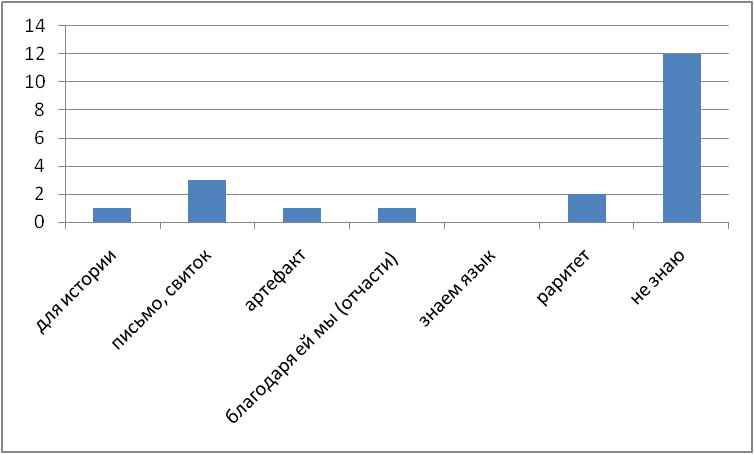 14
12
10
8
6
4
2
0
для истории
письмо, свиток
артефакт
благодаря ей мы (отчасти)
знаем язык
раритет
не знаю